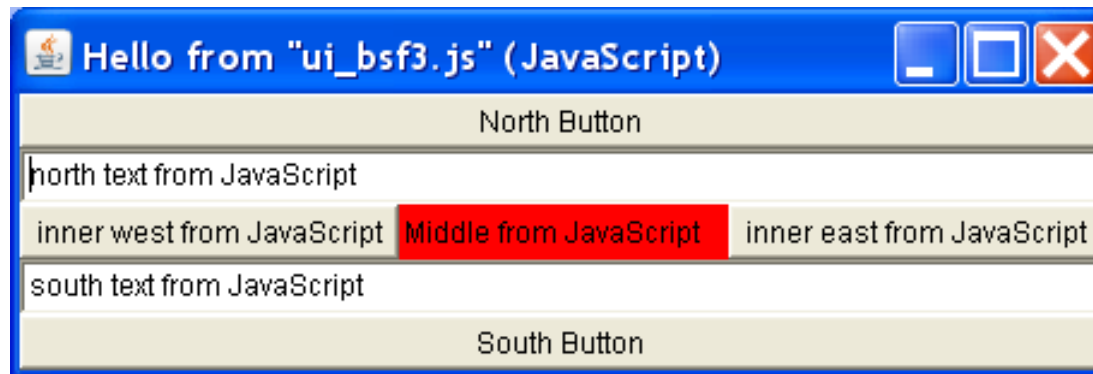 Hello from "ui_bsf3.js" (JavaScript)
North Button
north text from JavaScript
inner west from JavaScript Middle from JavaScript inner east from JavaScript
south text from JavaScript
South Button